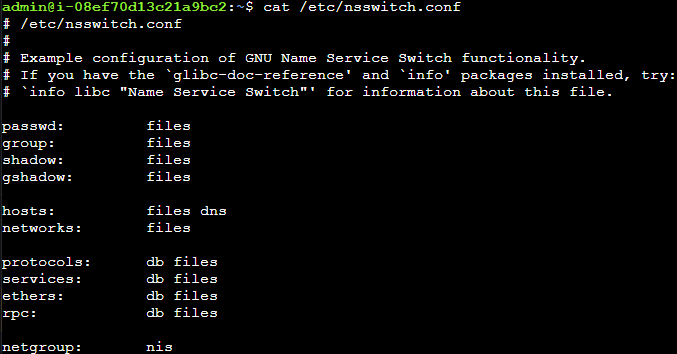 admin@i-08ef70d13c21a9bc2:~$ cat /etc/nsswitch.conf
# /etc/nsswitch.conf
#
# Example configuration of GNU Name Service Switch functionality.
# If you have the `glibc-doc-reference' and `info' packages installed, try:
# `info libc "Name Service Switch"' for information about this file.

passwd:         files
group:          files
shadow:         files
gshadow:        files

hosts:          files dns
networks:       files

protocols:      db files
services:       db files
ethers:         db files
rpc:            db files

netgroup:       nis